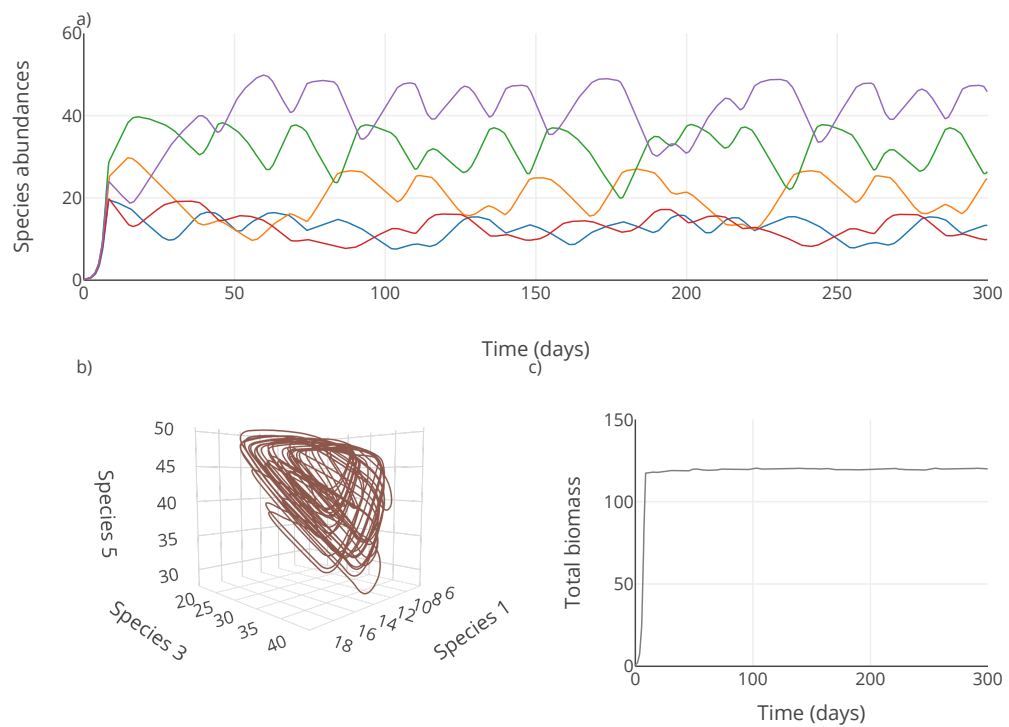 a)
60
40
20
0
Species abundances
0 50 100 150 200 250 300
Time (days)
b)
c)
50
45
40
35
30
Species 5
20 25 30 35 40
Species 3
18 16 14 12 10 8 6
Species 1
150
100
50
0
Total biomass
0 100 200 300
Time (days)